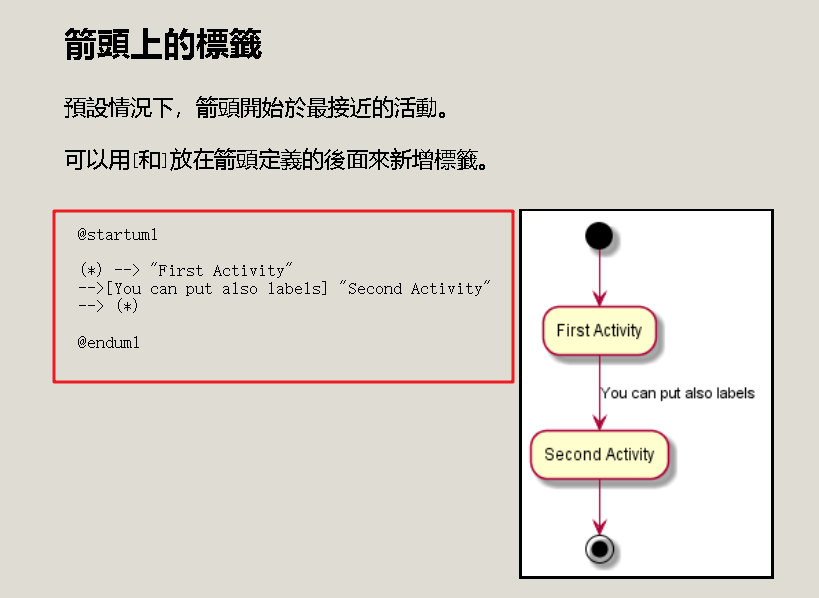 箭頭上的標籤
預設情況下，箭頭開始於最接近的活動。
可以用[和]放在箭頭定義的後面來新增標籤。
@startuml
(*) --> "First Activity"
-->[You can put also labels] "Second Activity"
--> (*)
@enduml
First Activity
You can put also labels
Second Activity